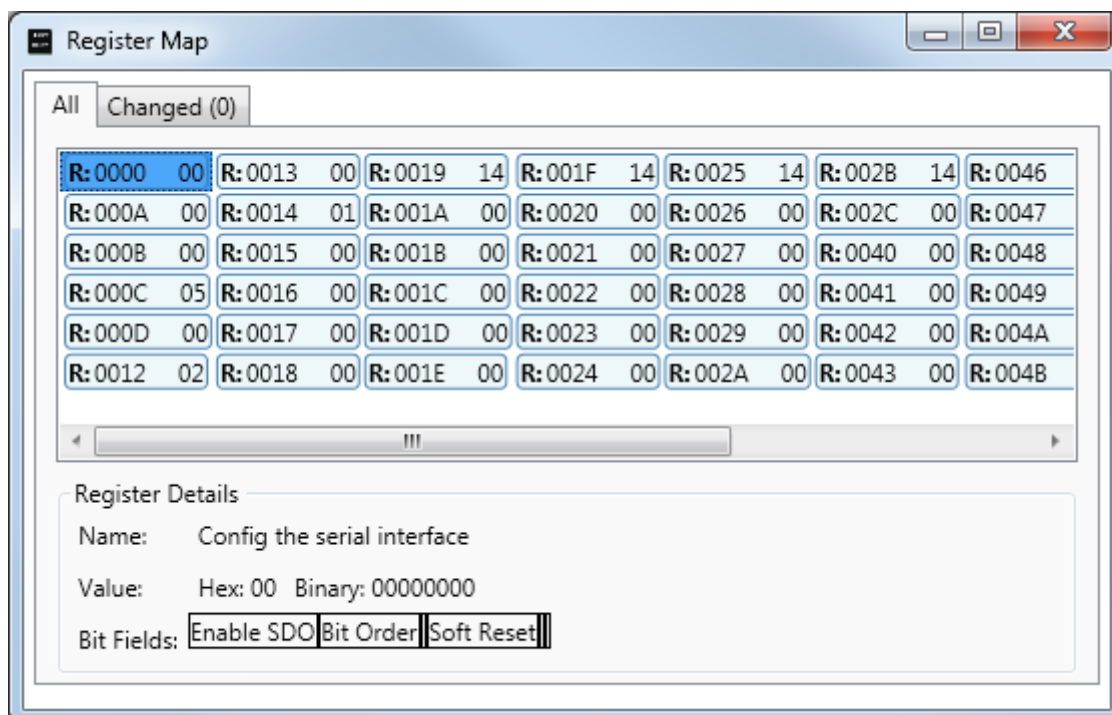 Register Map
All Changed (0)
R: 0000 00 R: 0013 00 R: 0019 14 R: 001F 14 R: 0025 14 R: 002B 14 R: 0046
R: 000A 00 R: 0014 01 R: 001A 00 R: 0020 00 R: 0026 00 R: 002C 00 R: 0047
R: 000B 00 R: 0015 00 R: 001B 00 R: 0021 00 R: 0027 00 R: 0040 00 R: 0048
R: 000C 05 R: 0016 00 R: 001C 00 R: 0022 00 R: 0028 00 R: 0041 00 R: 0049
R: 000D 00 R: 0017 00 R: 001D 00 R: 0023 00 R: 0029 00 R: 0042 00 R: 004A
R: 0012 02 R: 0018 00 R: 001E 00 R: 0024 00 R: 002A 00 R: 0043 00 R: 004B
Register Details
Name: Config the serial interface
Value: Hex: 00 Binary: 00000000
Bit Fields: Enable SDO Bit Order Soft Reset